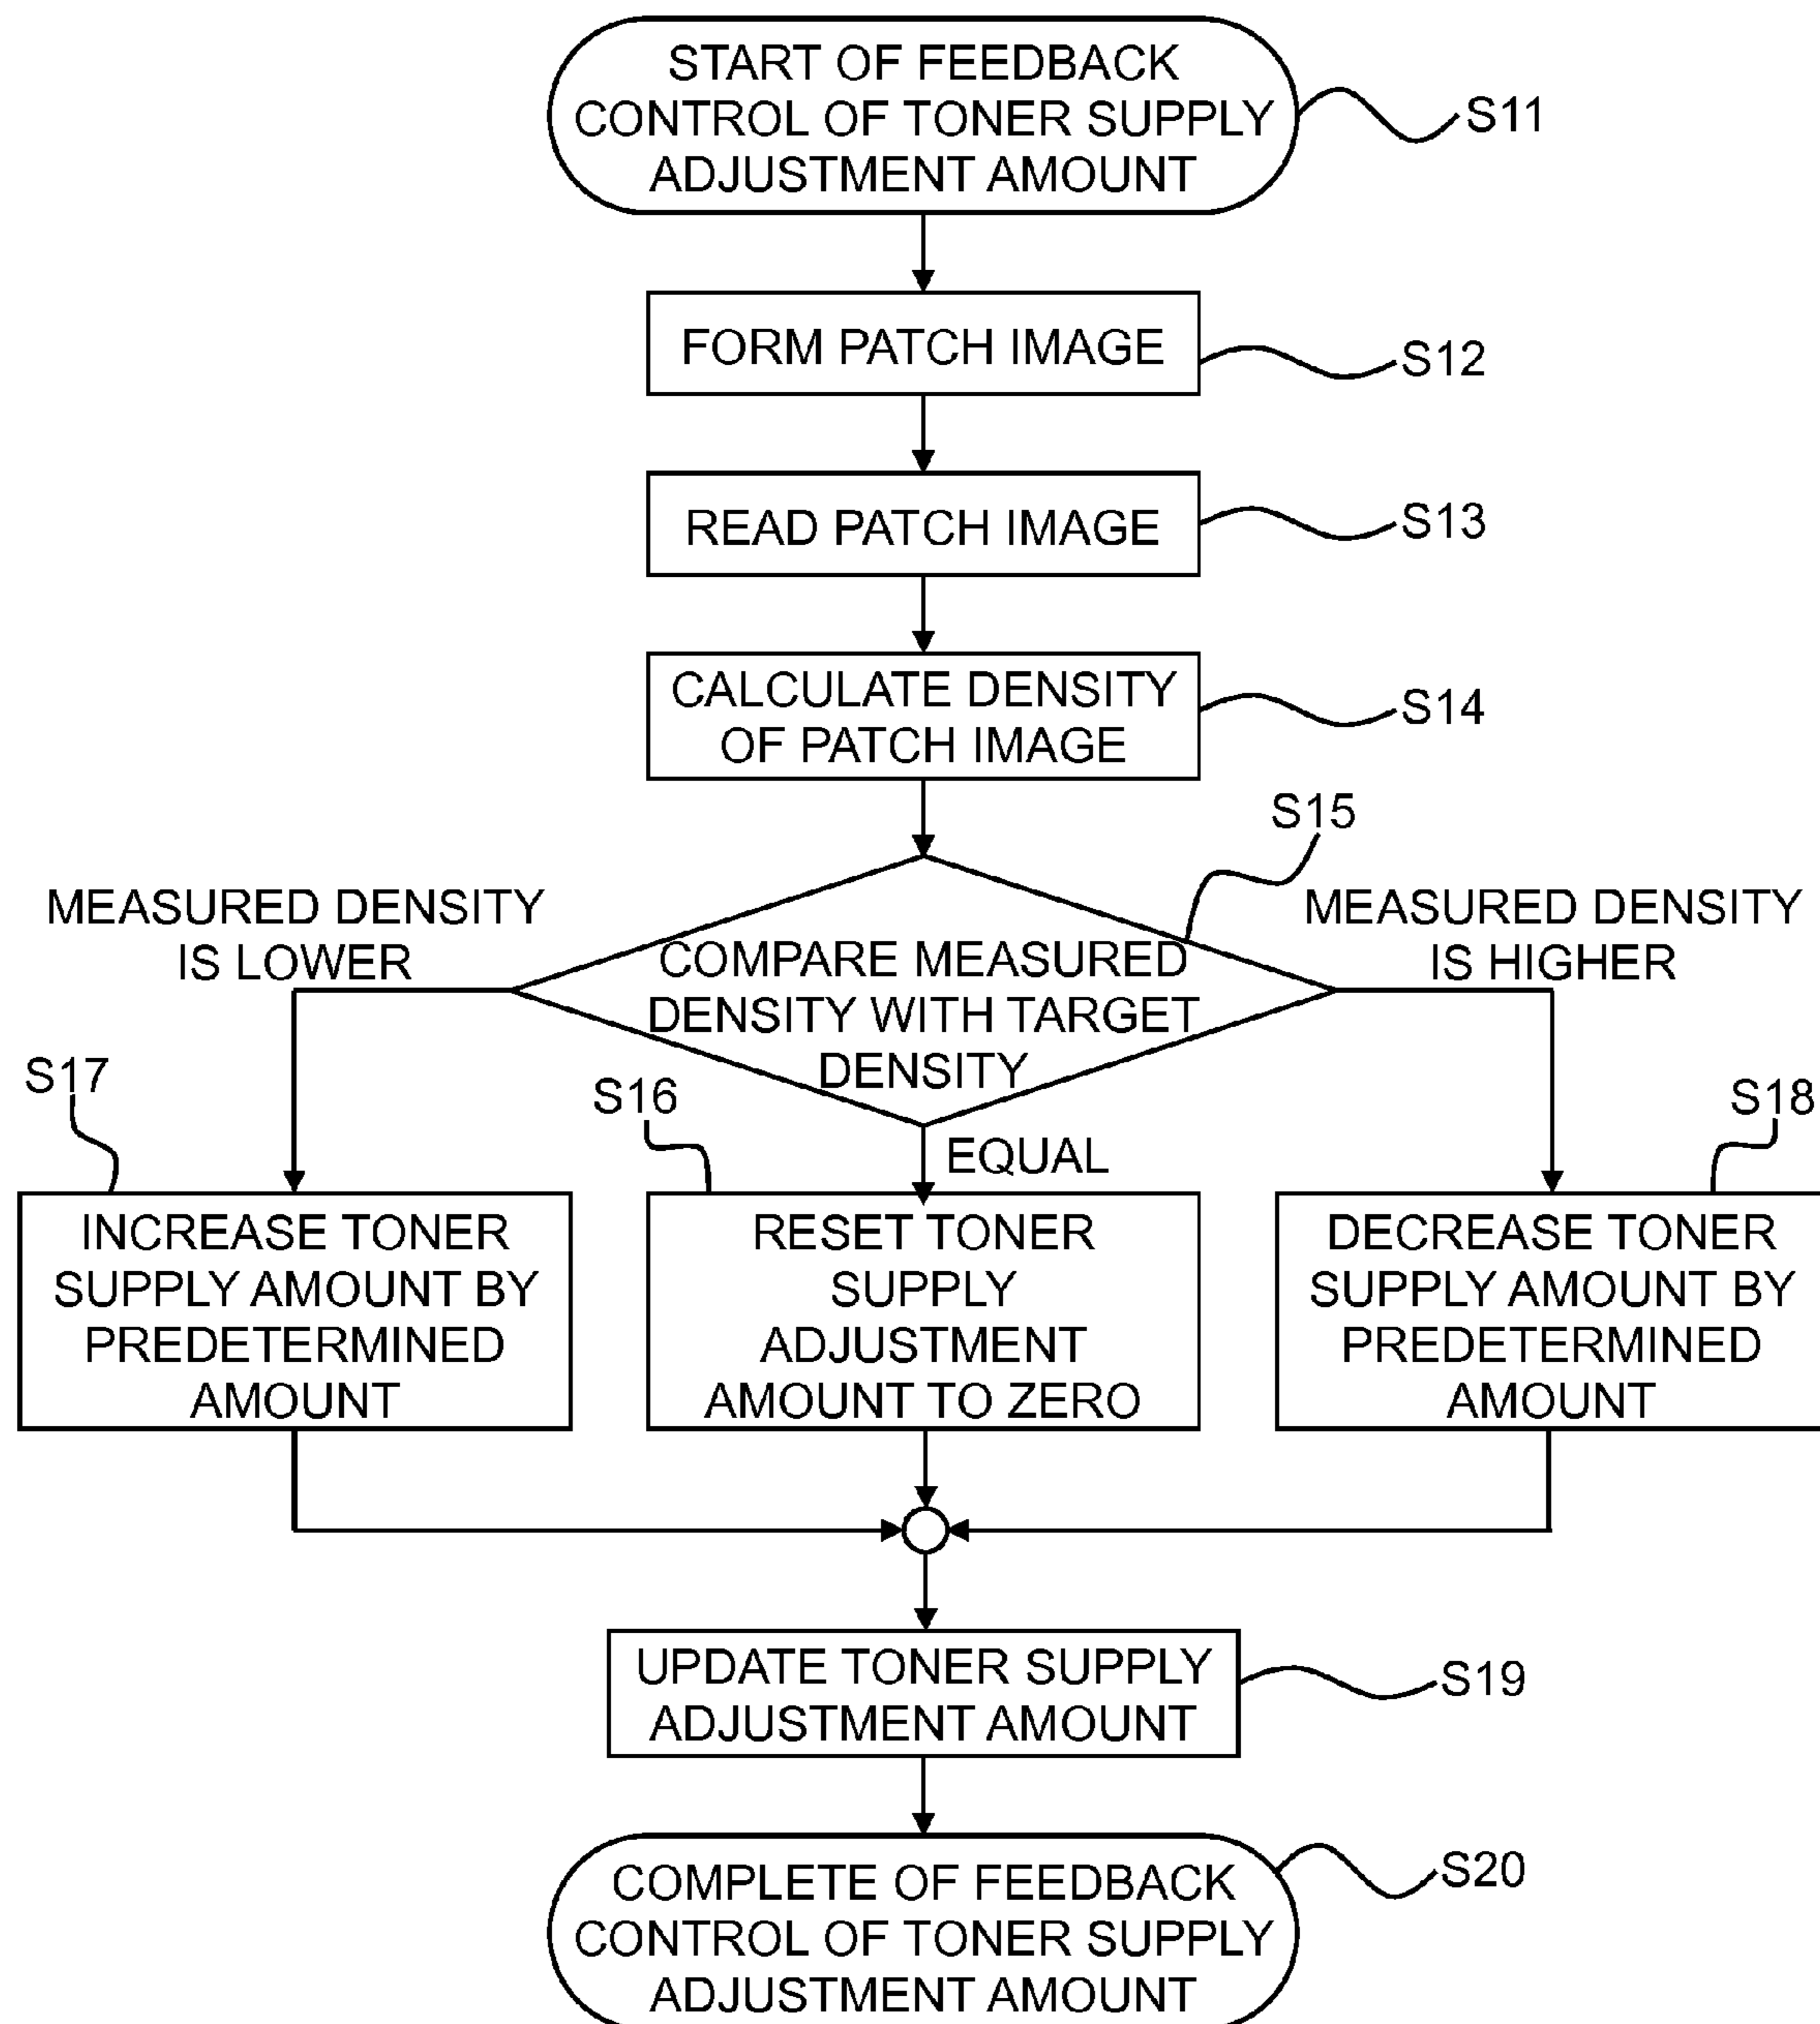 START OF FEEDBACK
CONTROL OF TONER SUPPLY
ADJUSTMENT AMOUNT
S11
FORM PATCH IMAGE
S12
READ PATCH IMAGE
S13
CALCULATE DENSITY
OF PATCH IMAGE
S14
S15
MEASURED DENSITY
IS LOWER
COMPARE MEASURED
DENSITY WITH TARGET
DENSITY
MEASURED DENSITY
IS HIGHER
EQUAL
S17
INCREASE TONER
SUPPLY AMOUNT BY
PREDETERMINED
AMOUNT
S16
RESET TONER
SUPPLY
ADJUSTMENT
AMOUNT TO ZERO
S18
DECREASE TONER
SUPPLY AMOUNT BY
PREDETERMINED
AMOUNT
UPDATE TONER SUPPLY
ADJUSTMENT AMOUNT
S19
COMPLETE OF FEEDBACK
CONTROL OF TONER SUPPLY
ADJUSTMENT AMOUNT
S20